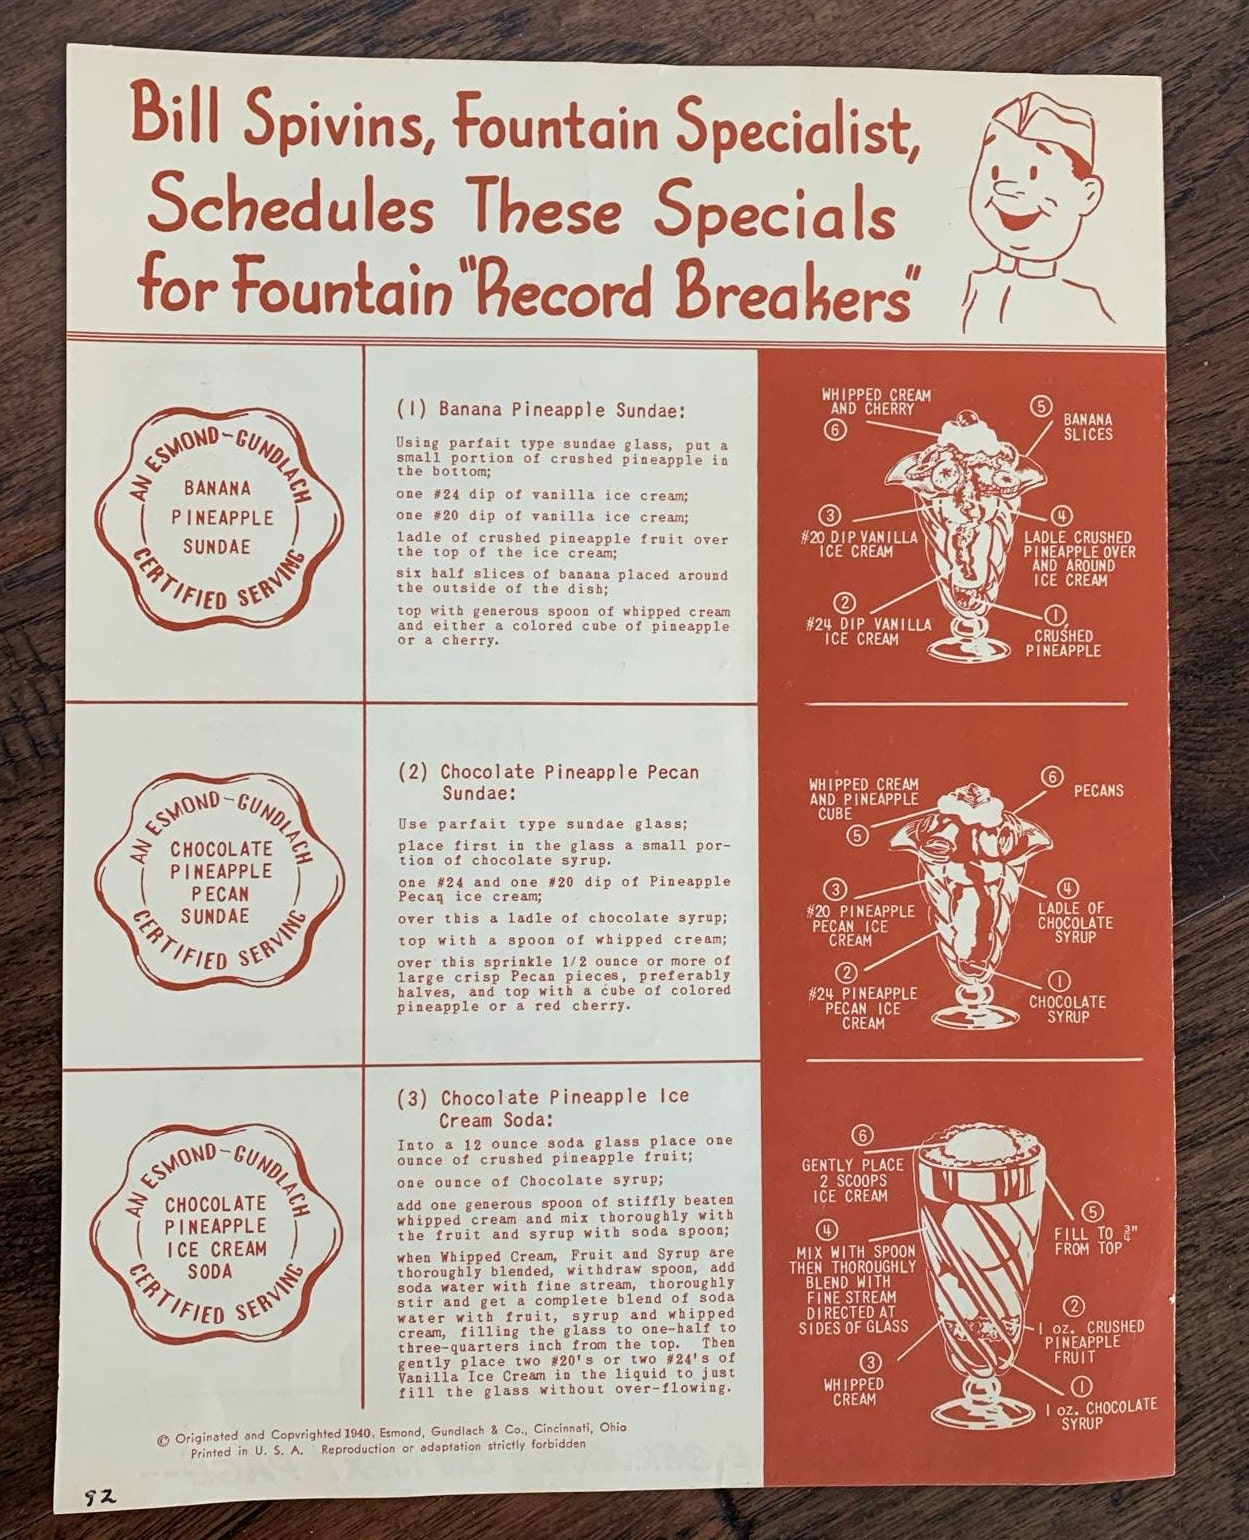 Bill Spivins, Fountain Specialist,
Schedules These Specials
for Fountain "Record Breakers"
AN ESMOND-GUNDLACH
BANANA
PINEAPPLE
SUNDAE
CERTIFIED SERVING
(1) Banana Pineapple Sundae:
Using parfait type sundae glass, put a
small portion of crushed pineapple in
the bottom;
one #24 dip of vanilla ice cream;
one #20 dip of vanilla ice cream;
ladle of crushed pineapple fruit over
the top of the ice cream;
six half slices of banana placed around
the outside of the dish;
top with generous spoon of whipped cream
and either a colored cube of pineapple
or a cherry.
WHIPPED CREAM
AND CHERRY
6
5
BANANA
SLICES
3
#20 DIP VANILLA
ICE CREAM
4
LADLE CRUSHED
PINEAPPLE OVER
AND AROUND
ICE CREAM
2
#24 DIP VANILLA
ICE CREAM
1
CRUSHED
PINEAPPLE
AN ESMOND-GUNDLACH
CHOCOLATE
PINEAPPLE
PECAN
SUNDAE
CERTIFIED SERVING
(2) Chocolate Pineapple Pecan
Sundae:
Use parfait type sundae glass;
place first in the glass a small por-
tion of chocolate syrup.
one #24 and one #20 dip of Pineapple
Pecan ice cream;
over this a ladle of chocolate syrup;
top with a spoon of whipped cream;
over this sprinkle 1/2 ounce or more of
large crisp Pecan pieces, preferably
halves, and top with a cube of colored
pineapple or a red cherry.
WHIPPED CREAM
AND PINEAPPLE
CUBE
5
6
PECANS
3
#20 PINEAPPLE
PECAN ICE
CREAM
4
LADLE OF
CHOCOLATE
SYRUP
2
#24 PINEAPPLE
PECAN ICE
CREAM
1
CHOCOLATE
SYRUP
AN ESMOND-GUNDLACH
CHOCOLATE
PINEAPPLE
ICE CREAM
SODA
CERTIFIED SERVING
(3) Chocolate Pineapple Ice
Cream Soda:
Into a 12 ounce soda glass place one
ounce of crushed pineapple fruit;
one ounce of Chocolate syrup;
add one generous spoon of stiffly beaten
whipped cream and mix thoroughly with
the fruit and syrup with soda spoon;
when Whipped Cream, Fruit and Syrup are
thoroughly blended, withdraw spoon, add
soda water with fine stream, thoroughly
stir and get a complete blend of soda
water with fruit, syrup and whipped
cream, filling the glass to one-half to
three-quarters inch from the top. Then
gently place two #20's or two #24's of
Vanilla Ice Cream in the liquid to just
fill the glass without over-flowing.
6
GENTLY PLACE
2 SCOOPS
ICE CREAM
5
FILL TO ¾"
FROM TOP
4
MIX WITH SPOON
THEN THOROUGHLY
BLEND WITH
FINE STREAM
DIRECTED AT
SIDES OF GLASS
2
1 oz. CRUSHED
PINEAPPLE
FRUIT
3
WHIPPED
CREAM
1
1 oz. CHOCOLATE
SYRUP
© Originated and Copyrighted 1940, Esmond, Gundlach & Co., Cincinnati, Ohio
Printed in U. S. A. Reproduction or adaptation strictly forbidden
92